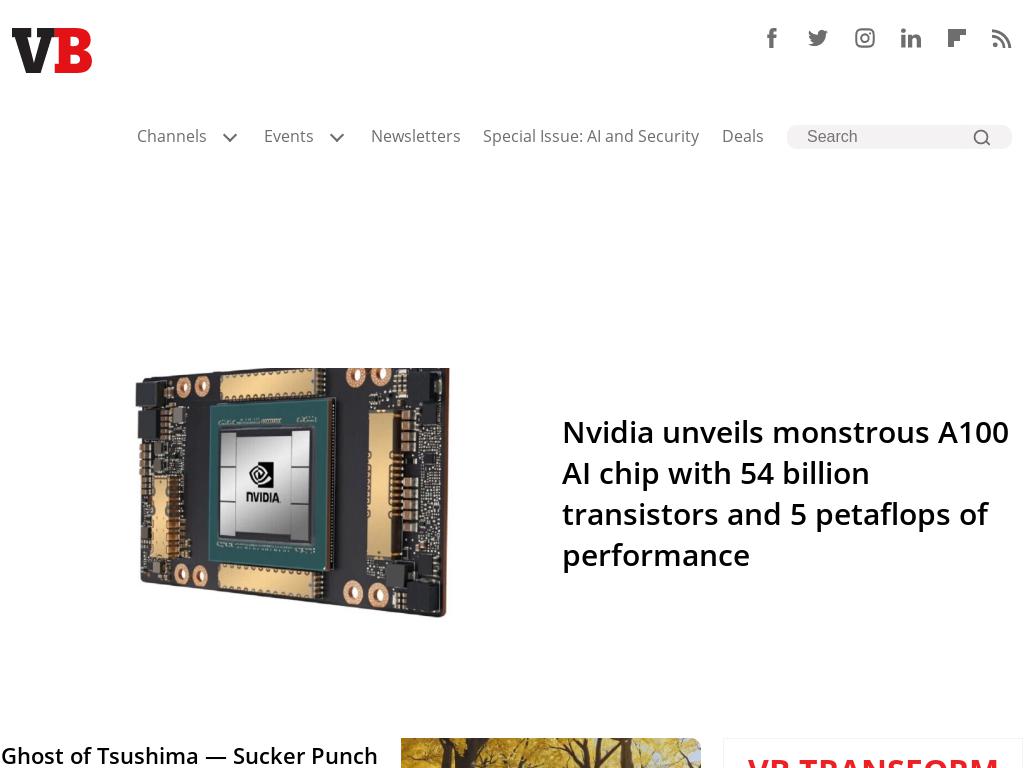 VB
Channels Events Newsletters Special Issue: AI and Security Deals Search
NVIDIA
Nvidia unveils monstrous A100
AI chip with 54 billion
transistors and 5 petaflops of
performance
Ghost of Tsushima — Sucker Punch
VB TRANSFORM